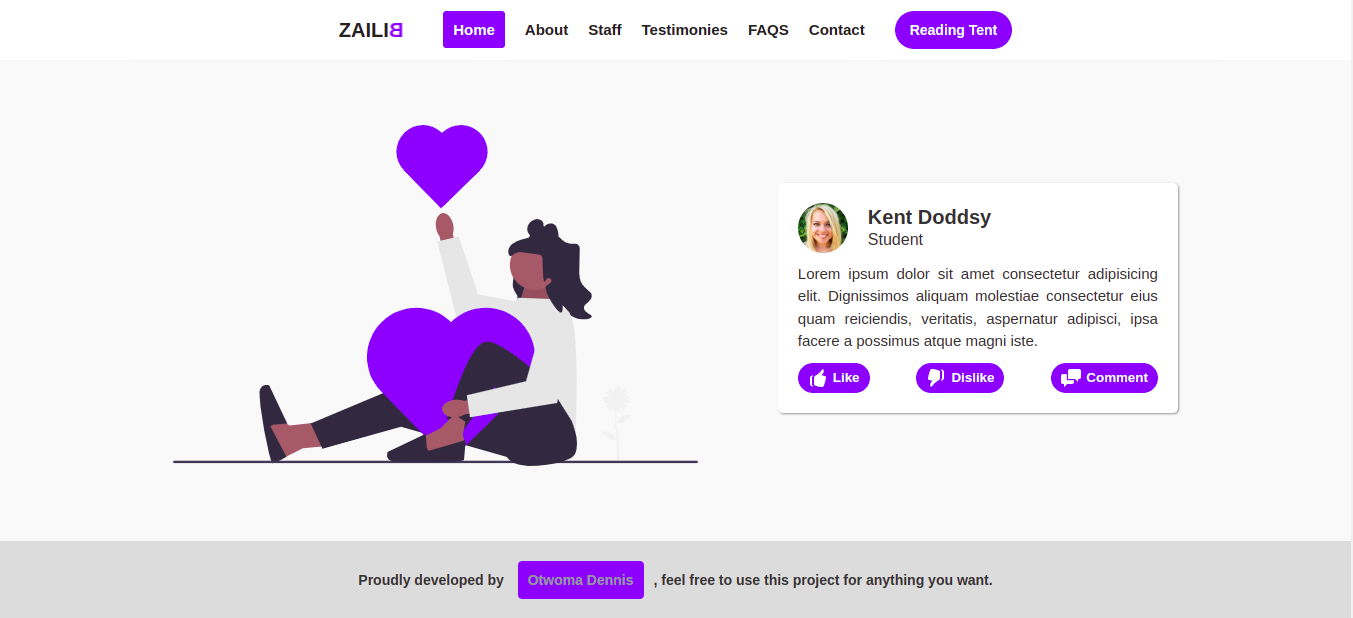 ZAILIB Home About Staff Testimonies FAQS Contact Reading Tent
Kent Doddsy
Student
Lorem ipsum dolor sit amet consectetur adipisicing
elit. Dignissimos aliquam molestiae consectetur eius
quam reiciendis, veritatis, aspernatur adipisci, ipsa
facere a possimus atque magni iste.
Like Dislike Comment
Proudly developed by Otwoma Dennis , feel free to use this project for anything you want.